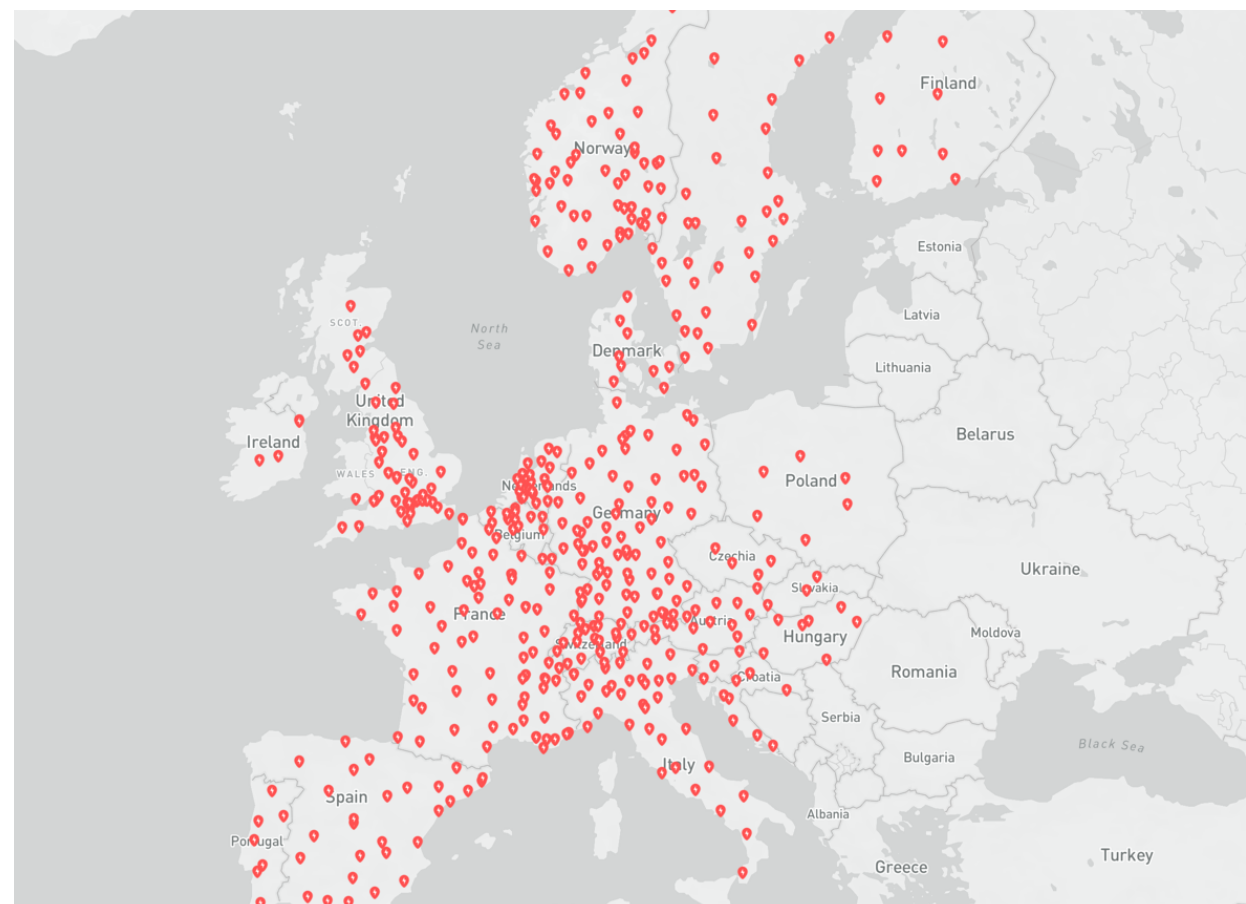 Finland
Norway
Estonia
SCOT.
North
Sea
Latvia
Denmark
Lithuania
United
Kingdom
Ireland
Belarus
WALES
ENG.
Netherlands
Poland
Germany
Belgium
Czechia
Ukraine
Slovakia
France
Austria
Hungary
Moldova
Switzerland
Croatia
Romania
Serbia
Black Sea
Italy
Bulgaria
Spain
Albania
Portugal
Greece
Turkey